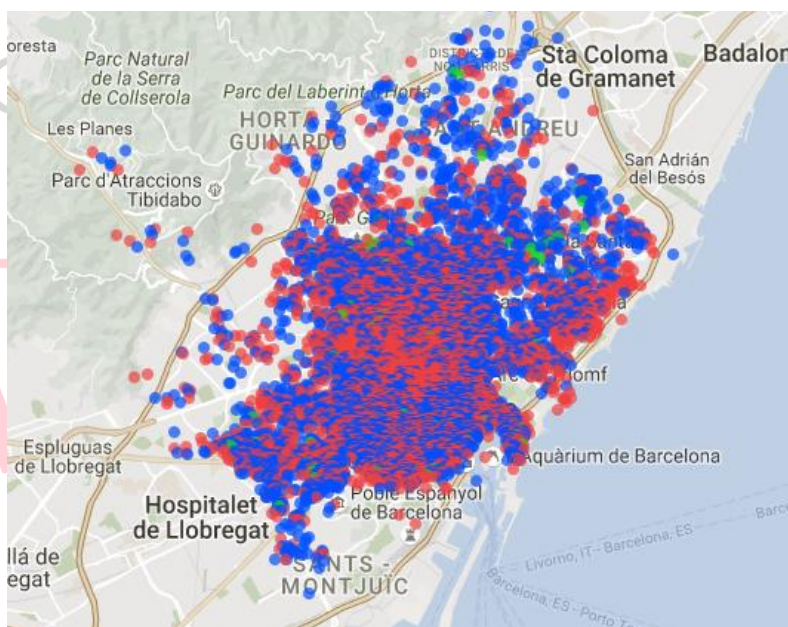 oresta
Parc Natural
de la Serra
de Collserola
Sta Coloma
de Gramanet
Badalon
Parc del Laberint d'Horta
HORTA
GUINARDO
Les Planes
Parc d'Atraccions
Tibidabo
San Adrián
del Besós
Espluguas
de Llobregat
Aquàrium de Barcelona
Hospitalet
de Llobregat
Poble Espanyol
de Barcelona
llá de
egat
SANTS -
MONTJUÏC
Livorno, IT - Barcelona, ES
Barce
Barcelona, ES - Porto T